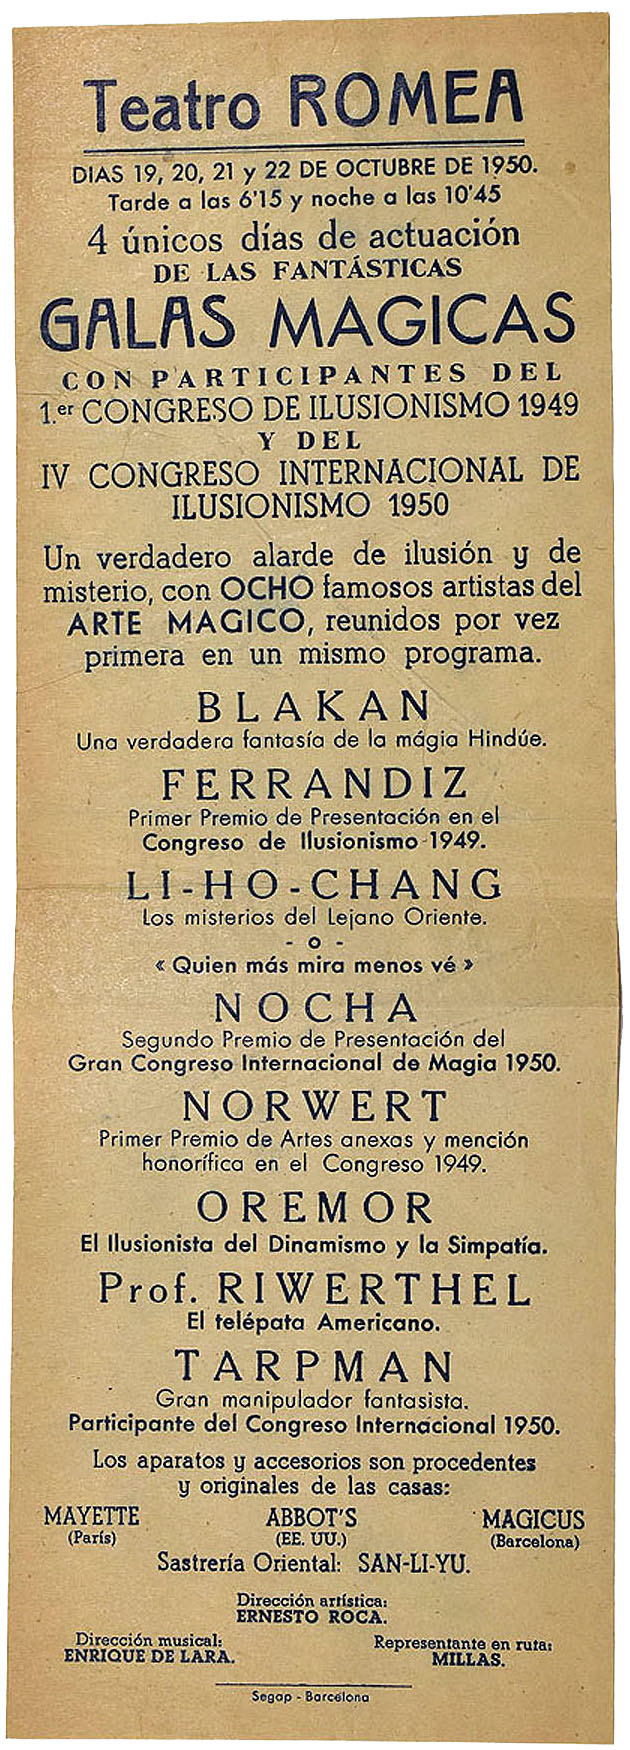 Teatro ROMEA
DIAS 19, 20, 21 y 22 DE OCTUBRE DE 1950.
Tarde a las 6'15 y noche a las 10'45
4 únicos días de actuación
DE LAS FANTÁSTICAS
GALAS MAGICAS
CON PARTICIPANTES DEL
1.er CONGRESO DE ILUSIONISMO 1949
Y DEL
IV CONGRESO INTERNACIONAL DE
ILUSIONISMO 1950
Un verdadero alarde de ilusión y de
misterio, con OCHO famosos artistas del
ARTE MAGICO, reunidos por vez
primera en un mismo programa.
BLAKAN
Una verdadera fantasía de la mágia Hindúe.
FERRANDIZ
Primer Premio de Presentación en el
Congreso de Ilusionismo 1949.
LI-HO-CHANG
Los misterios del Lejano Oriente.
- o -
« Quien más mira menos vé »
NOCHA
Segundo Premio de Presentación del
Gran Congreso Internacional de Magia 1950.
NORWERT
Primer Premio de Artes anexas y mención
honorífica en el Congreso 1949.
OREMOR
El Ilusionista del Dinamismo y la Simpatía.
Prof. RIWERTHEL
El telépata Americano.
TARPMAN
Gran manipulador fantasista.
Participante del Congreso Internacional 1950.
Los aparatos y accesorios son procedentes
y originales de las casas:
MAYETTE ABBOT'S MAGICUS
(París) (EE. UU.) (Barcelona)
Sastrería Oriental: SAN-LI-YU.
Dirección artística:
ERNESTO ROCA.
Dirección musical: Representante en ruta:
ENRIQUE DE LARA. MILLAS.
Segap - Barcelona